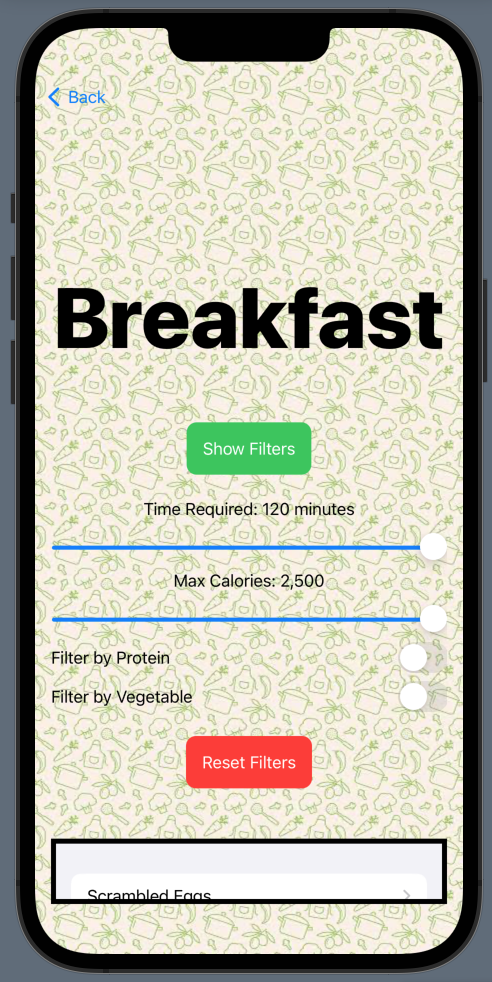 Back
Breakfast
Show Filters
Time Required: 120 minutes
Max Calories: 2,500
Filter by Protein
Filter by Vegetable
Reset Filters
Scrambled Eggs